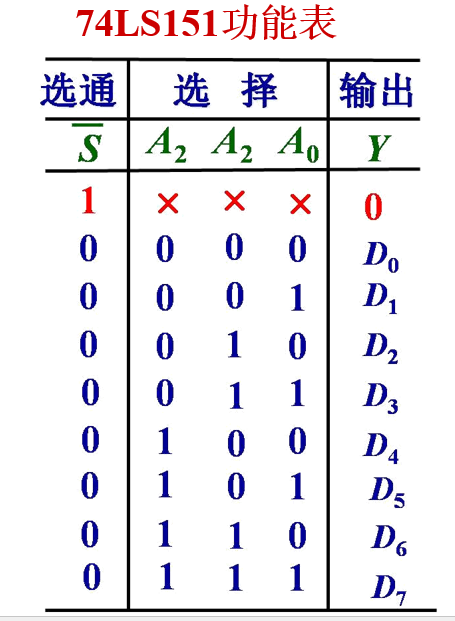 74LS151功能表
选通 选 择 输出
S̅ A₂ A₂ A₀ Y
1 × × × 0
0 0 0 0 D₀
0 0 0 1 D₁
0 0 1 0 D₂
0 0 1 1 D₃
0 1 0 0 D₄
0 1 0 1 D₅
0 1 1 0 D₆
0 1 1 1 D₇